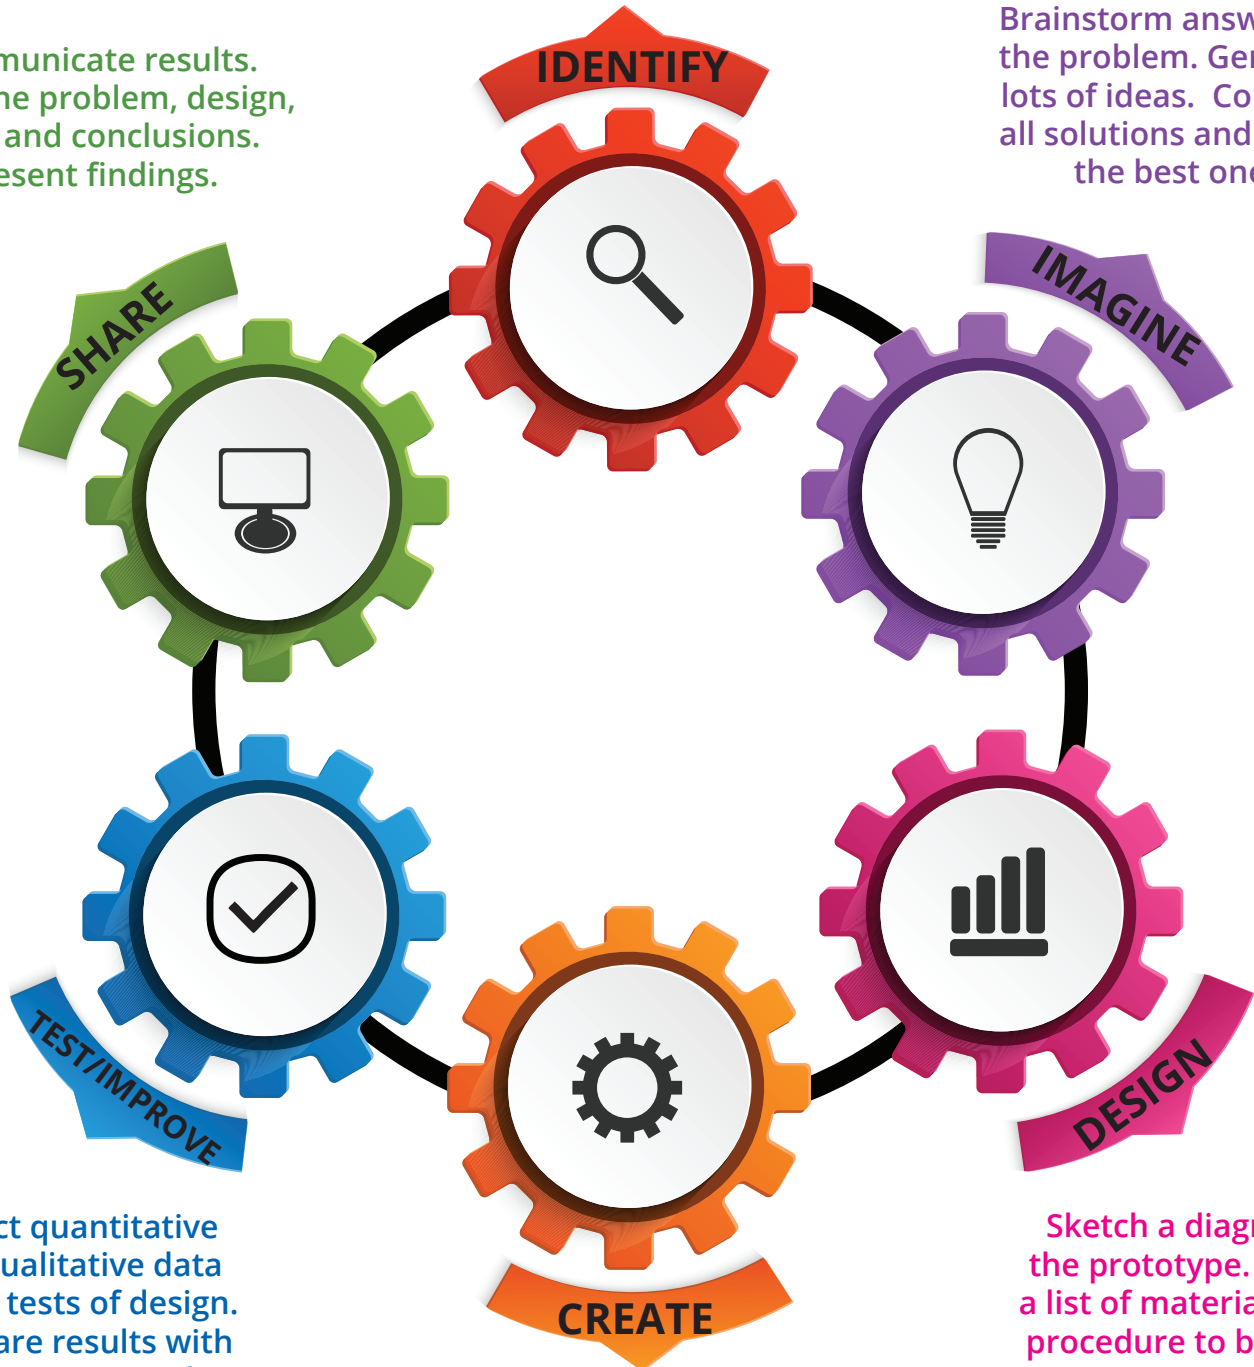 IDENTIFY
municate results.
he problem, design,
and conclusions.
esent findings.
Brainstorm answ
the problem. Gen
lots of ideas.  Co
all solutions and
the best one
SHARE
IMAGINE
TEST/IMPROVE
DESIGN
CREATE
ct quantitative
ualitative data
tests of design.
are results with
Sketch a diagr
the prototype.
a list of materia
procedure to b